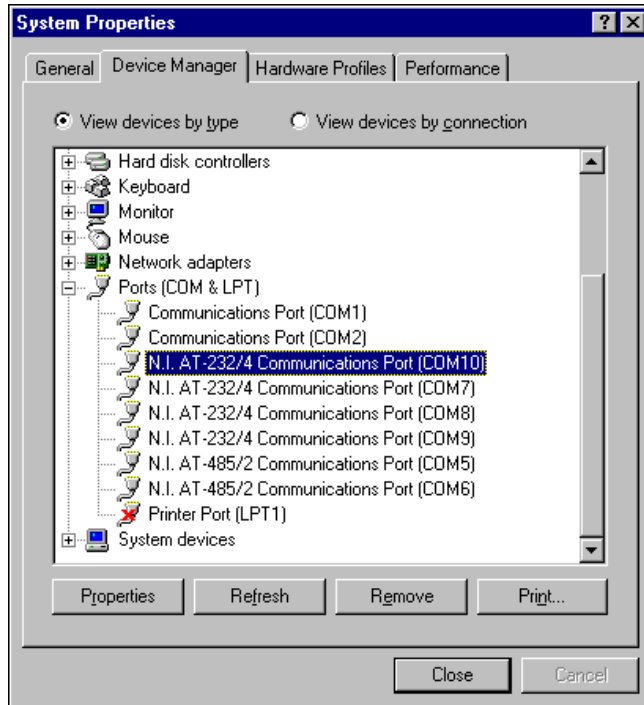 System Properties
General Device Manager Hardware Profiles Performance
View devices by type View devices by connection
Hard disk controllers
Keyboard
Monitor
Mouse
Network adapters
Ports (COM & LPT)
Communications Port (COM1)
Communications Port (COM2)
N.I. AT-232/4 Communications Port (COM10)
N.I. AT-232/4 Communications Port (COM7)
N.I. AT-232/4 Communications Port (COM8)
N.I. AT-232/4 Communications Port (COM9)
N.I. AT-485/2 Communications Port (COM5)
N.I. AT-485/2 Communications Port (COM6)
Printer Port (LPT1)
System devices
Properties Refresh Remove Print...
Close Cancel